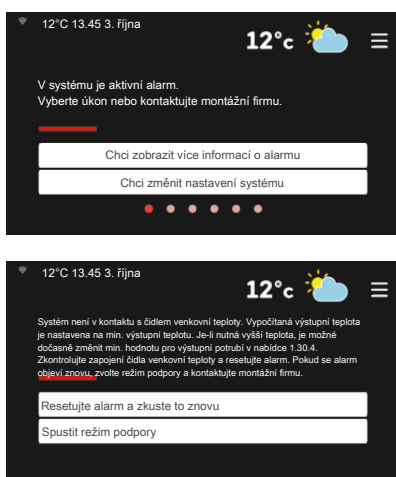 12°C 13.45 3. října
12°c
V systému je aktivní alarm.
Vyberte úkon nebo kontaktujte montážní firmu.
Chci zobrazit více informací o alarmu
Chci změnit nastavení systému
12°C 13.45 3. října
12°c
Systém není v kontaktu s čidlem venkovní teploty. Vypočítaná výstupní teplota
je nastavena na min. výstupní teplotu. Je-li nutná vyšší teplota, je možné
dočasně změnit min. hodnotu pro výstupní potrubí v nabídce 1.30.4.
Zkontrolujte zapojení čidla venkovní teploty a resetujte alarm. Pokud se alarm
objeví znovu, zvolte režim podpory a kontaktujte montážní firmu.
Resetujte alarm a zkuste to znovu
Spustit režim podpory